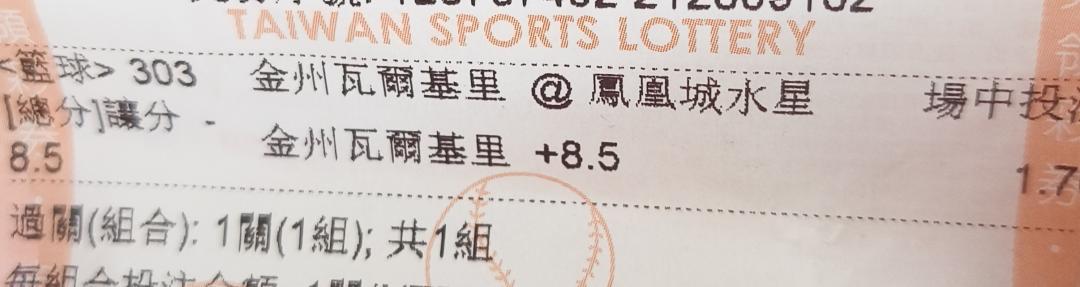 TAIWAN SPORTS LOTTERY
<籃球> 303 金州瓦爾基里 @ 鳳凰城水星 場中投
[總分]讓分 -
8.5 金州瓦爾基里 +8.5 1.7
過關(組合): 1關(1組); 共1組